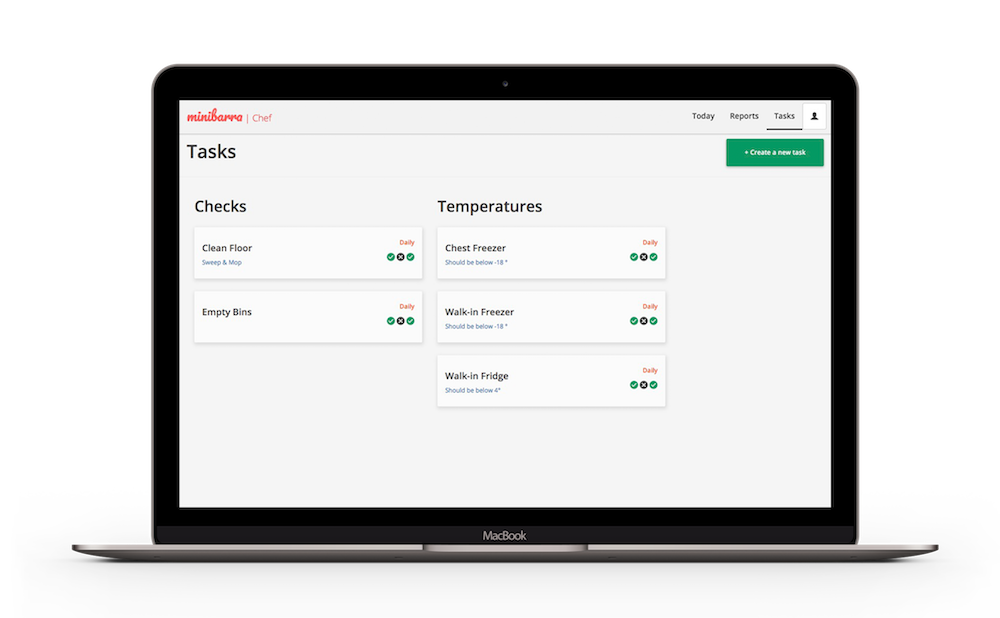 minibarra | Chef
Today Reports Tasks
Tasks
+ Create a new task
Checks
Clean Floor
Daily
Sweep & Mop
Empty Bins
Daily
Temperatures
Chest Freezer
Daily
Should be below -18 °
Walk-in Freezer
Daily
Should be below -18 °
Walk-in Fridge
Daily
Should be below 4°
MacBook